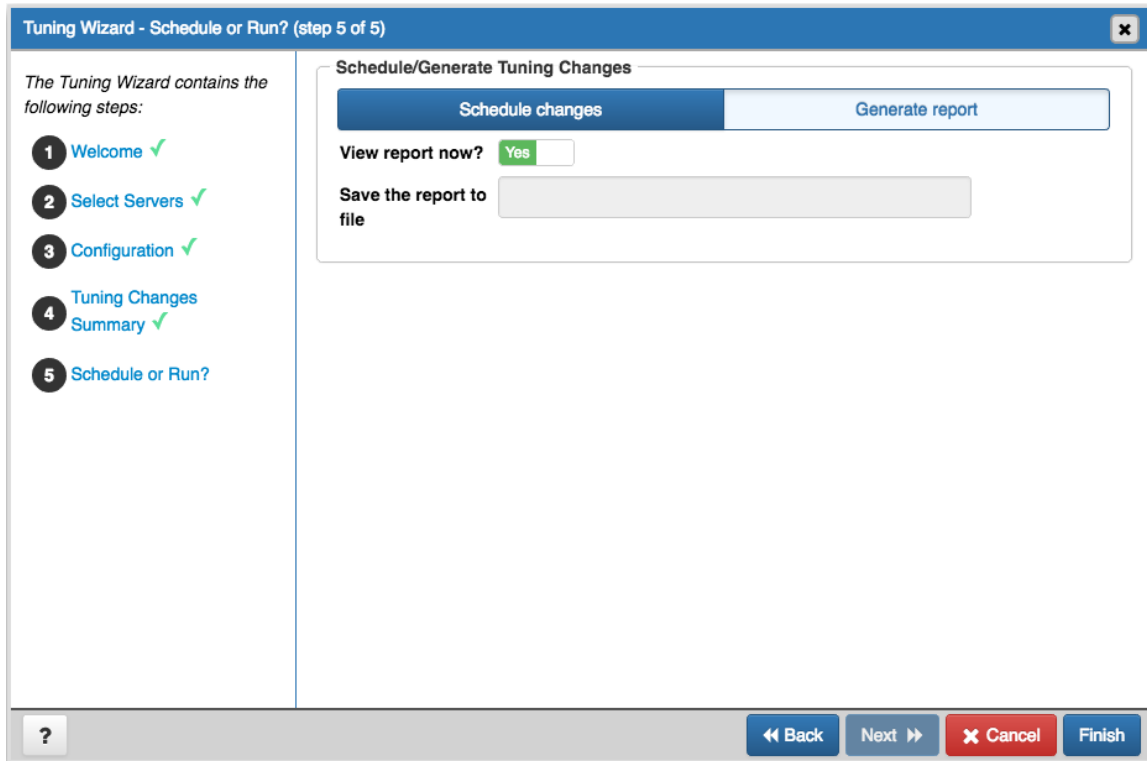 Tuning Wizard - Schedule or Run? (step 5 of 5)
The Tuning Wizard contains the
following steps:
1 Welcome
2 Select Servers
3 Configuration
4 Tuning Changes
Summary
5 Schedule or Run?
Schedule/Generate Tuning Changes
Schedule changes Generate report
View report now? Yes
Save the report to
file
? Back Next Cancel Finish